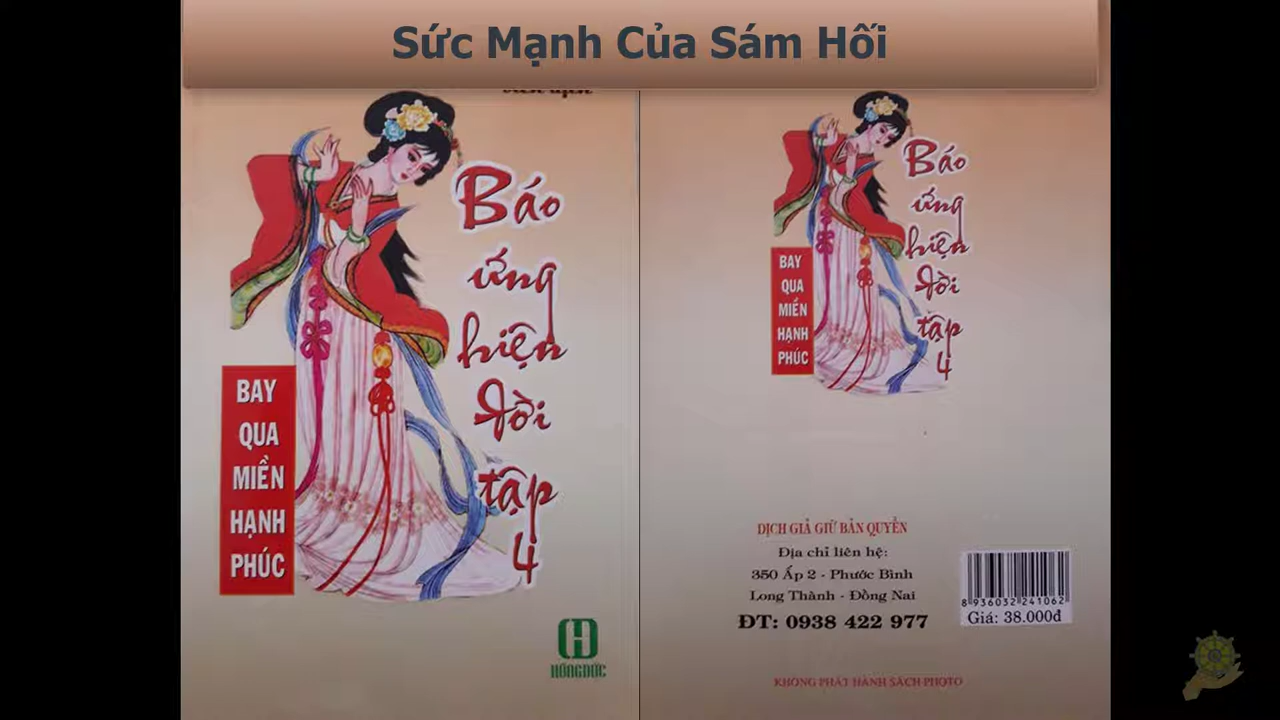 Sức Mạnh Của Sám Hối
Báo
ứng
hiện
đời
tập
4
BAY
QUA
MIỀN
HẠNH
PHÚC
HỒNG ĐỨC
Báo
ứng
hiện
đời
tập
4
BAY
QUA
MIỀN
HẠNH
PHÚC
DỊCH GIẢ GIỮ BẢN QUYỀN
Địa chỉ liên hệ:
350 Ấp 2 - Phước Bình
Long Thành - Đồng Nai
ĐT: 0938 422 977
8 936032 241062
Giá: 38.000đ
KHÔNG PHÁT HÀNH SÁCH PHOTO